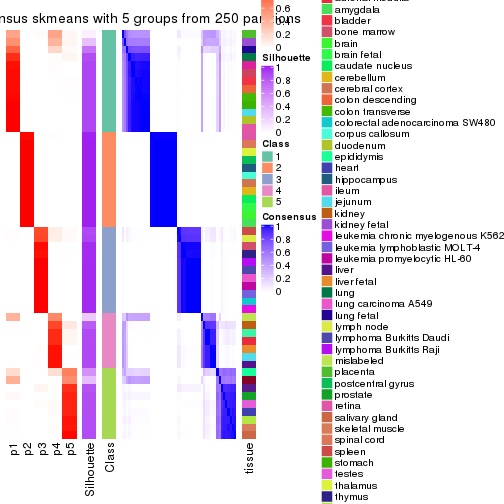 nsus skmeans with 5 groups from 250 par
ons
0.6
0.4
0.2
0
Silhouette
1
0.8
0.6
0.4
0.2
0
Class
1
2
3
4
5
Consensus
1
0.8
0.6
0.4
0.2
0
amygdala
bladder
bone marrow
brain
brain fetal
caudate nucleus
cerebellum
cerebral cortex
colon descending
colon transverse
colorectal adenocarcinoma SW480
corpus callosum
duodenum
epididymis
heart
hippocampus
ileum
jejunum
kidney
kidney fetal
leukemia chronic myelogenous K562
leukemia lymphoblastic MOLT-4
leukemia promyelocytic HL-60
liver
liver fetal
lung
lung carcinoma A549
lung fetal
lymph node
lymphoma Burkitts Daudi
lymphoma Burkitts Raji
mislabeled
placenta
postcentral gyrus
prostate
retina
salivary gland
skeletal muscle
spinal cord
spleen
stomach
testes
thalamus
thymus
p1
p2
p3
p4
p5
Silhouette
Class
tissue